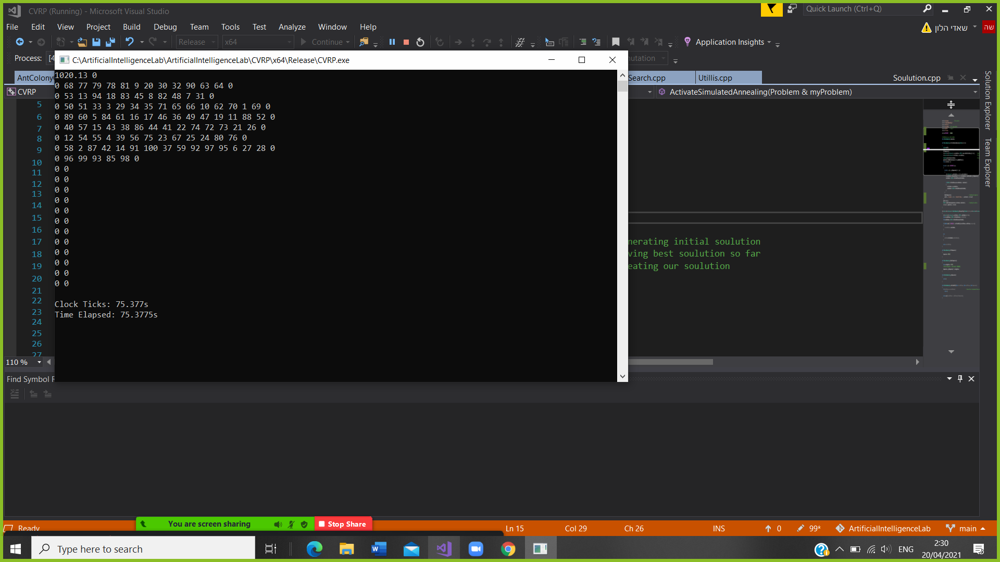 CVRP (Running) - Microsoft Visual Studio
Quick Launch (Ctrl+Q)
File Edit View Project Build Debug Team Tools Test Analyze Window Help
שאדי הלון שה
Release x64 Continue Application Insights
Process: [4
C:\ArtificialIntelligenceLab\ArtificialIntelligenceLab\CVRP\x64\Release\CVRP.exe
AntColony Search.cpp Utillis.cpp Soulution.cpp
CVRP ActivateSimulatedAnnealing(Problem & myProblem)
Solution Explorer
Team Explorer
1020.13 0
0 68 77 79 78 81 9 20 30 32 90 63 64 0
0 53 13 94 18 83 45 8 82 48 7 31 0
0 50 51 33 3 29 34 35 71 65 66 10 62 70 1 69 0
0 89 60 5 84 61 16 17 46 36 49 47 19 11 88 52 0
0 40 57 15 43 38 86 44 41 22 74 72 73 21 26 0
0 12 54 55 4 39 56 75 23 67 25 24 80 76 0
0 58 2 87 42 14 91 100 37 59 92 97 95 6 27 28 0
0 96 99 93 85 98 0
0 0
0 0
0 0
0 0
0 0
0 0
0 0
0 0
0 0
0 0
0 0
0 0
Clock Ticks: 75.377s
Time Elapsed: 75.3775s
5
6
7
8
9
10
11
12
13
14
15
16
17
18
19
20
21
22
23
24
25
26
27
nerating initial soulution
ving best soulution so far
eating our soulution
110 %
Find Symbol
You are screen sharing Stop Share
Ready Ln 15 Col 29 Ch 26 INS 0 99* ArtificialIntelligenceLab main
Type here to search
ENG
2:30
20/04/2021